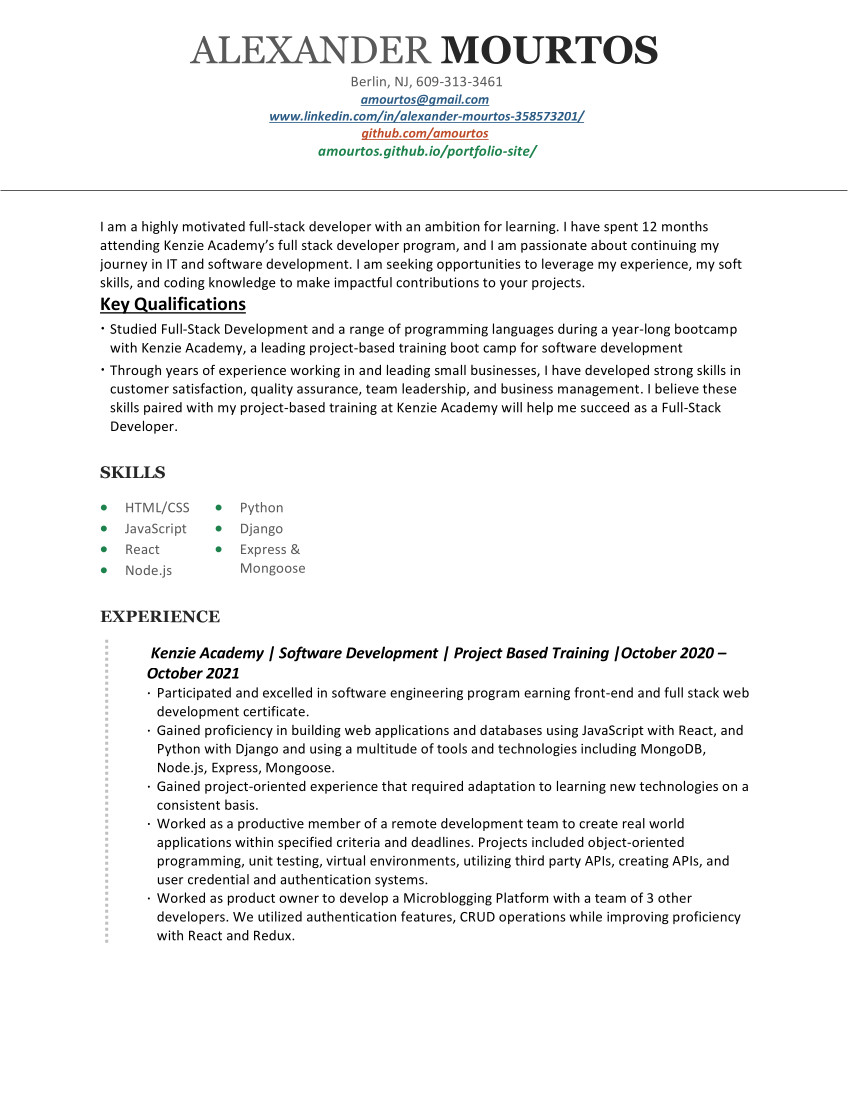 ALEXANDER MOURTOS
Berlin, NJ, 609-313-3461
amourtos@gmail.com
www.linkedin.com/in/alexander-mourtos-358573201/
github.com/amourtos
amourtos.github.io/portfolio-site/
I am a highly motivated full-stack developer with an ambition for learning. I have spent 12 months
attending Kenzie Academy’s full stack developer program, and I am passionate about continuing my
journey in IT and software development. I am seeking opportunities to leverage my experience, my soft
skills, and coding knowledge to make impactful contributions to your projects.
Key Qualifications
· Studied Full-Stack Development and a range of programming languages during a year-long bootcamp
with Kenzie Academy, a leading project-based training boot camp for software development
· Through years of experience working in and leading small businesses, I have developed strong skills in
customer satisfaction, quality assurance, team leadership, and business management. I believe these
skills paired with my project-based training at Kenzie Academy will help me succeed as a Full-Stack
Developer.
SKILLS
• HTML/CSS
• JavaScript
• React
• Node.js
• Python
• Django
• Express &
Mongoose
EXPERIENCE
Kenzie Academy | Software Development | Project Based Training |October 2020 –
October 2021
· Participated and excelled in software engineering program earning front-end and full stack web
development certificate.
· Gained proficiency in building web applications and databases using JavaScript with React, and
Python with Django and using a multitude of tools and technologies including MongoDB,
Node.js, Express, Mongoose.
· Gained project-oriented experience that required adaptation to learning new technologies on a
consistent basis.
· Worked as a productive member of a remote development team to create real world
applications within specified criteria and deadlines. Projects included object-oriented
programming, unit testing, virtual environments, utilizing third party APIs, creating APIs, and
user credential and authentication systems.
· Worked as product owner to develop a Microblogging Platform with a team of 3 other
developers. We utilized authentication features, CRUD operations while improving proficiency
with React and Redux.